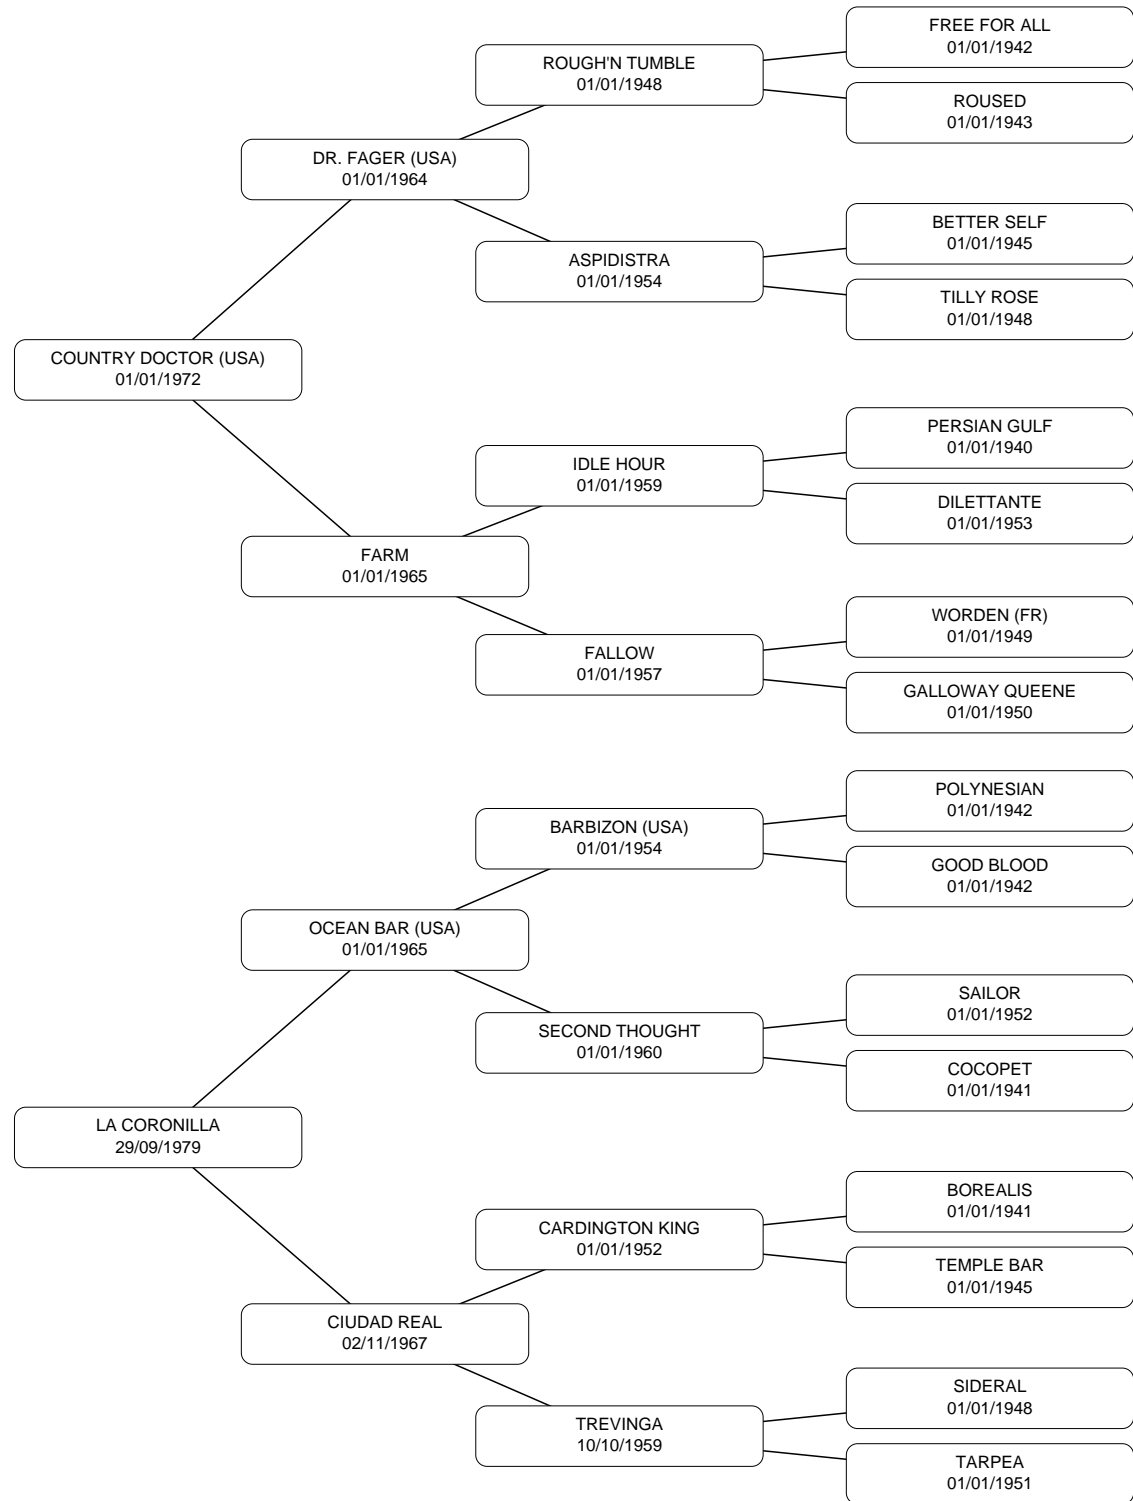 FREE FOR ALL
01/01/1942
ROUGH'N TUMBLE
01/01/1948
ROUSED
01/01/1943
DR. FAGER (USA)
01/01/1964
BETTER SELF
01/01/1945
ASPIDISTRA
01/01/1954
TILLY ROSE
01/01/1948
COUNTRY DOCTOR (USA)
01/01/1972
PERSIAN GULF
01/01/1940
IDLE HOUR
01/01/1959
DILETTANTE
01/01/1953
FARM
01/01/1965
WORDEN (FR)
01/01/1949
FALLOW
01/01/1957
GALLOWAY QUEENE
01/01/1950
POLYNESIAN
01/01/1942
BARBIZON (USA)
01/01/1954
GOOD BLOOD
01/01/1942
OCEAN BAR (USA)
01/01/1965
SAILOR
01/01/1952
SECOND THOUGHT
01/01/1960
COCOPET
01/01/1941
LA CORONILLA
29/09/1979
BOREALIS
01/01/1941
CARDINGTON KING
01/01/1952
TEMPLE BAR
01/01/1945
CIUDAD REAL
02/11/1967
SIDERAL
01/01/1948
TREVINGA
10/10/1959
TARPEA
01/01/1951